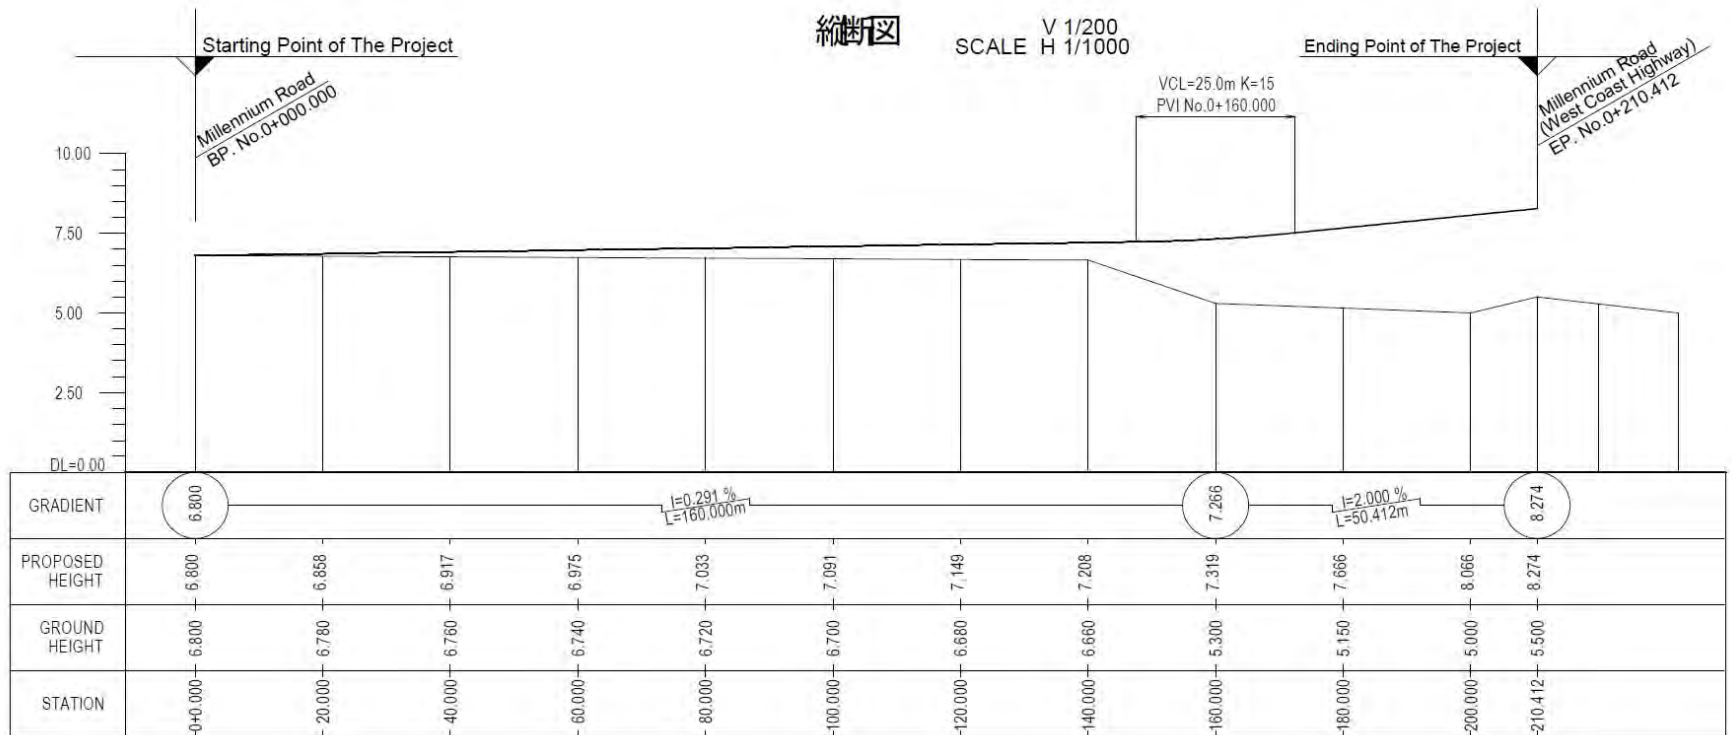 縦断図
V 1/200
SCALE H 1/1000
Starting Point of The Project
Ending Point of The Project
Millennium Road
BP. No.0+000.000
VCL=25.0m K=15
PVI No.0+160.000
Millennium Road
(West Coast Highway)
EP. No.0+210.412
10.00
7.50
5.00
2.50
DL=0.00
GRADIENT
6.800
I=0.291 %
L=160.000m
7.266
I=2.000 %
L=50.412m
8.274
PROPOSED
HEIGHT
6.800 6.858 6.917 6.975 7.033 7.091 7.149 7.208 7.319 7.666 8.066 8.274
GROUND
HEIGHT
6.800 6.780 6.760 6.740 6.720 6.700 6.680 6.660 5.300 5.150 5.000 5.500
STATION
0+0.000 20.000 40.000 60.000 80.000 100.000 120.000 140.000 160.000 180.000 200.000 210.412